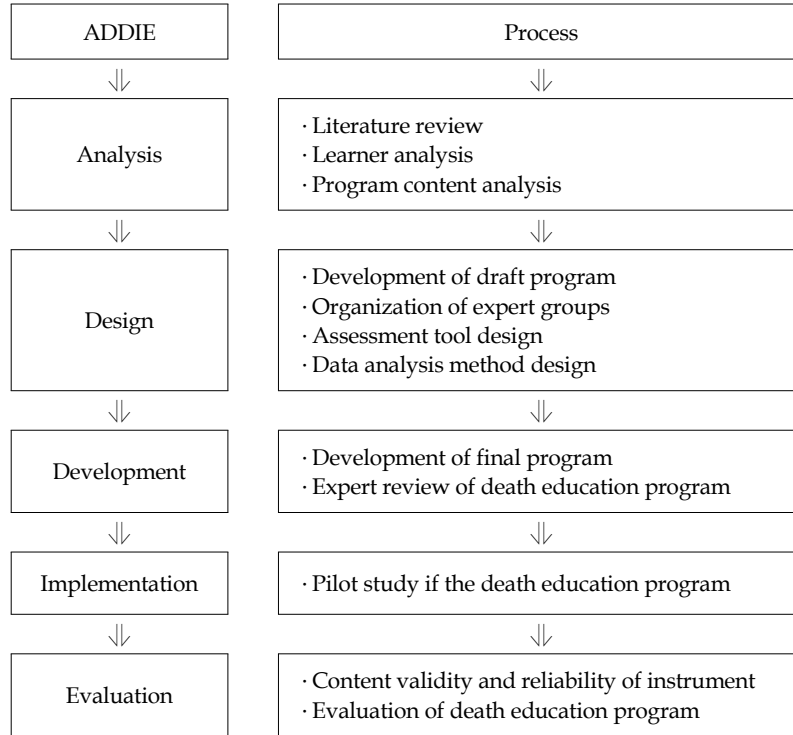 ADDIE
Process
Analysis
· Literature review
· Learner analysis
· Program content analysis
Design
· Development of draft program
· Organization of expert groups
· Assessment tool design
· Data analysis method design
Development
· Development of final program
· Expert review of death education program
Implementation
· Pilot study if the death education program
Evaluation
· Content validity and reliability of instrument
· Evaluation of death education program